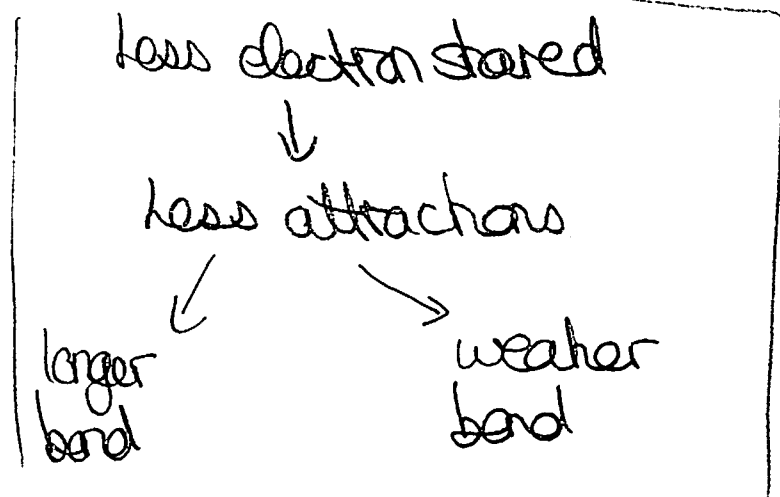 Less electron shared
Less attractions
longer
bond
weaker
bond